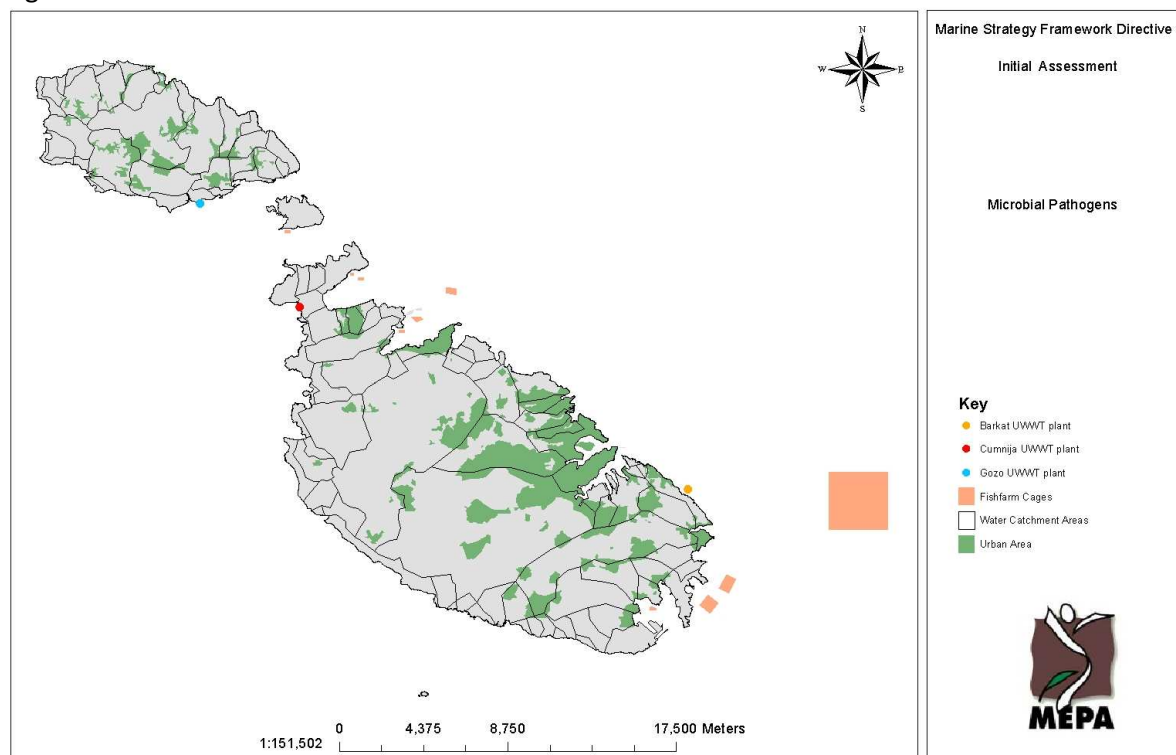 N
W E
S
1:151,502
0 4,375 8,750 17,500 Meters
Marine Strategy Framework Directive
Initial Assessment
Microbial Pathogens
Key
Barkat UWWT plant
Cumnija UWWT plant
Gozo UWWT plant
Fishfarm Cages
Water Catchment Areas
Urban Area
MEPA